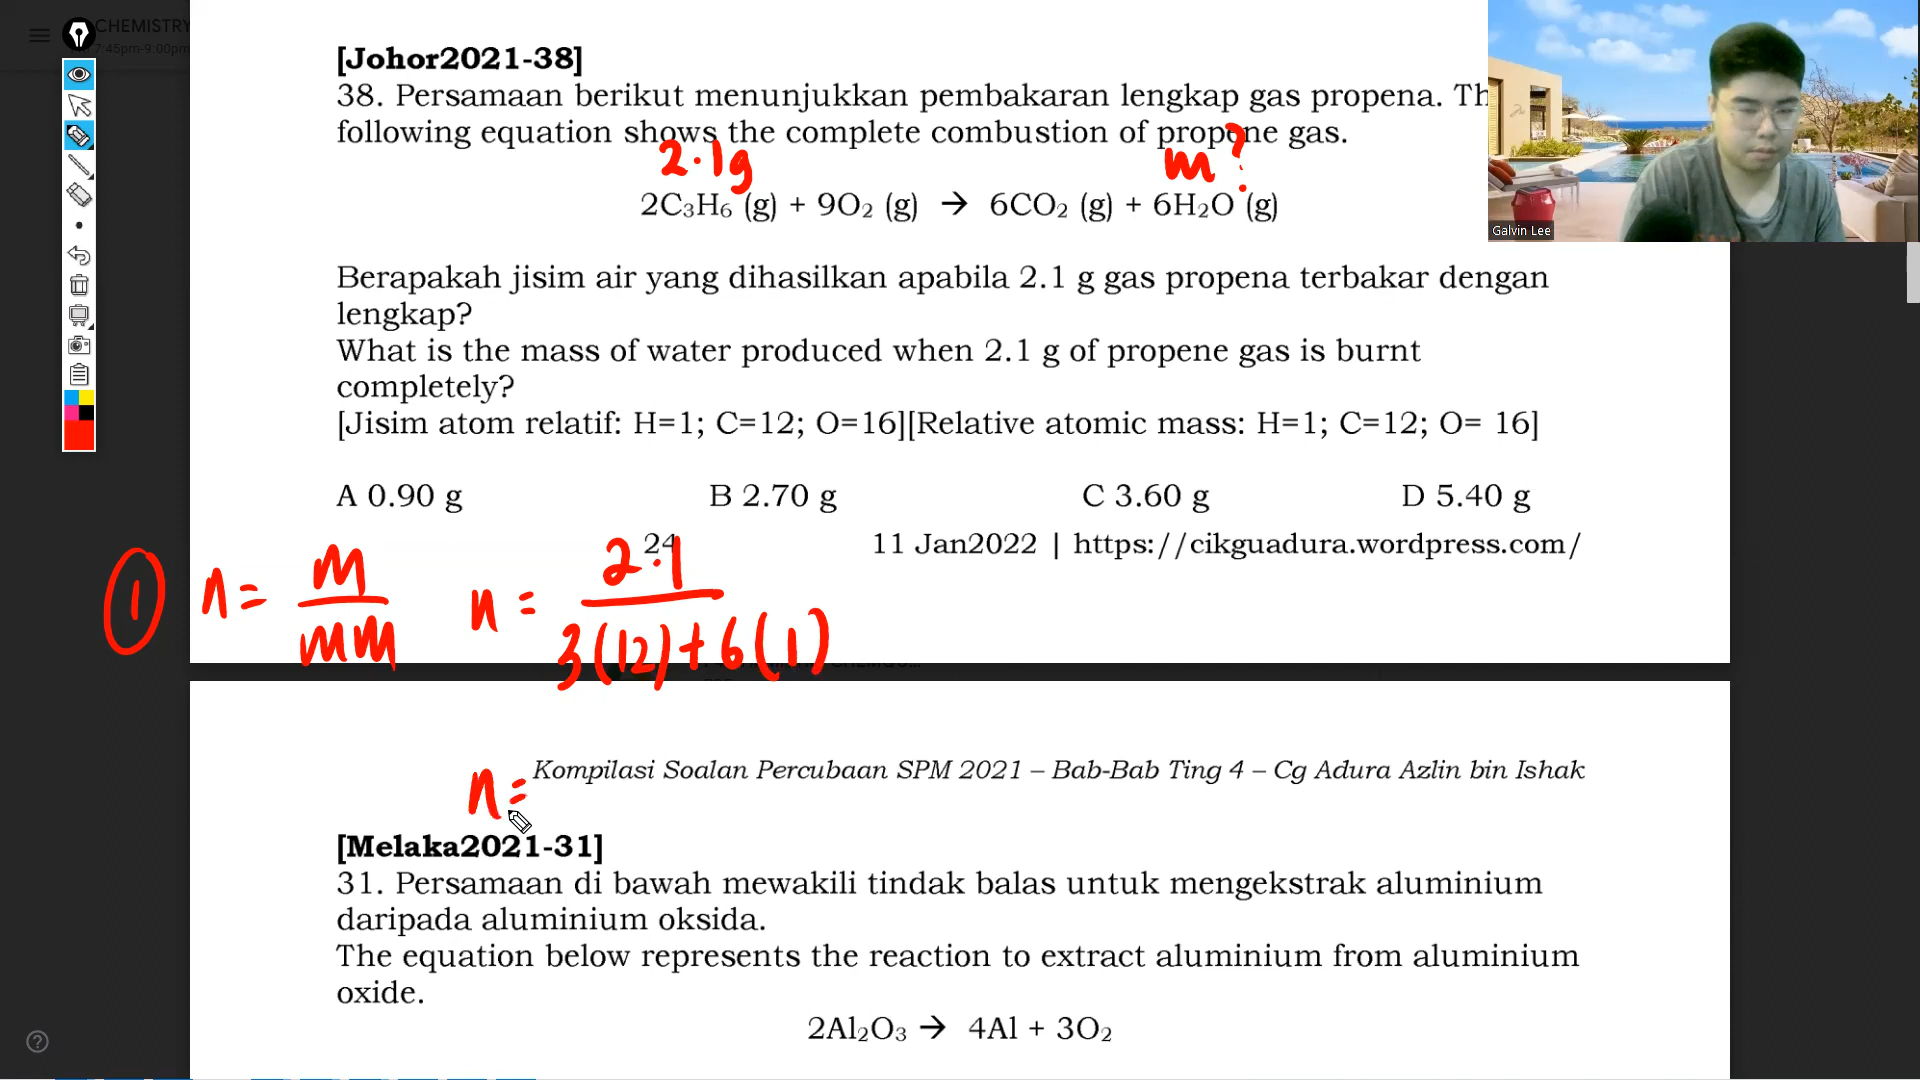 CHEMISTRY
7:45pm-9:00pm
[Johor2021-38]
38. Persamaan berikut menunjukkan pembakaran lengkap gas propena. Th
following equation shows the complete combustion of propene gas.
2.1g
m?
2C₃H₆ (g) + 9O₂ (g) → 6CO₂ (g) + 6H₂O (g)
Galvin Lee
Berapakah jisim air yang dihasilkan apabila 2.1 g gas propena terbakar dengan
lengkap?
What is the mass of water produced when 2.1 g of propene gas is burnt
completely?
[Jisim atom relatif: H=1; C=12; O=16][Relative atomic mass: H=1; C=12; O= 16]
A 0.90 g B 2.70 g C 3.60 g D 5.40 g
24 11 Jan2022 | https://cikguadura.wordpress.com/
1 n = m/mm n = 2.1/3(12)+6(1)
n =
Kompilasi Soalan Percubaan SPM 2021 – Bab-Bab Ting 4 – Cg Adura Azlin bin Ishak
[Melaka2021-31]
31. Persamaan di bawah mewakili tindak balas untuk mengekstrak aluminium
daripada aluminium oksida.
The equation below represents the reaction to extract aluminium from aluminium
oxide.
2Al₂O₃ → 4Al + 3O₂